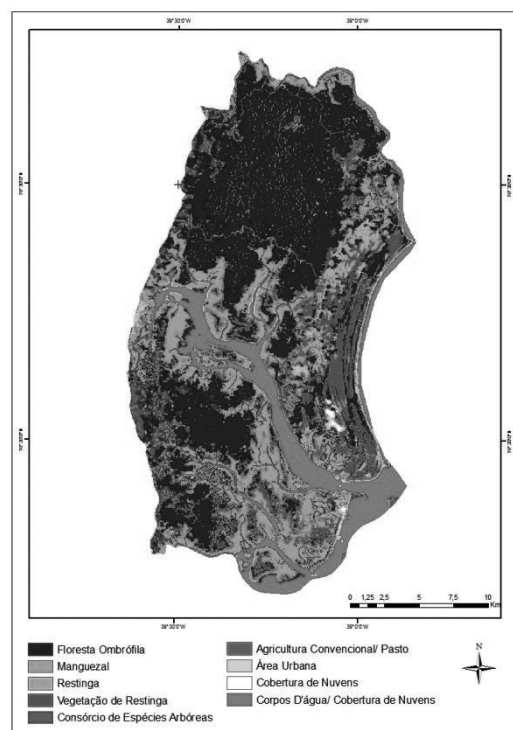 39°30'0"W 39°0'0"W
0 1,25 2,5 5 7,5 10
Km
Floresta Ombrófila
Manguezal
Restinga
Vegetação de Restinga
Consórcio de Espécies Arbóreas
Agricultura Convencional/ Pasto
Área Urbana
Cobertura de Nuvens
Corpos D'água/ Cobertura de Nuvens
N